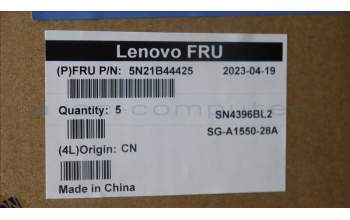 Lenovo FRU
(P)FRU P/N: 5N21B44425 2023-04-19
Quantity: 5 SN4396BL2
SG-A1550-28A
(4L)Origin: CN
Made in China